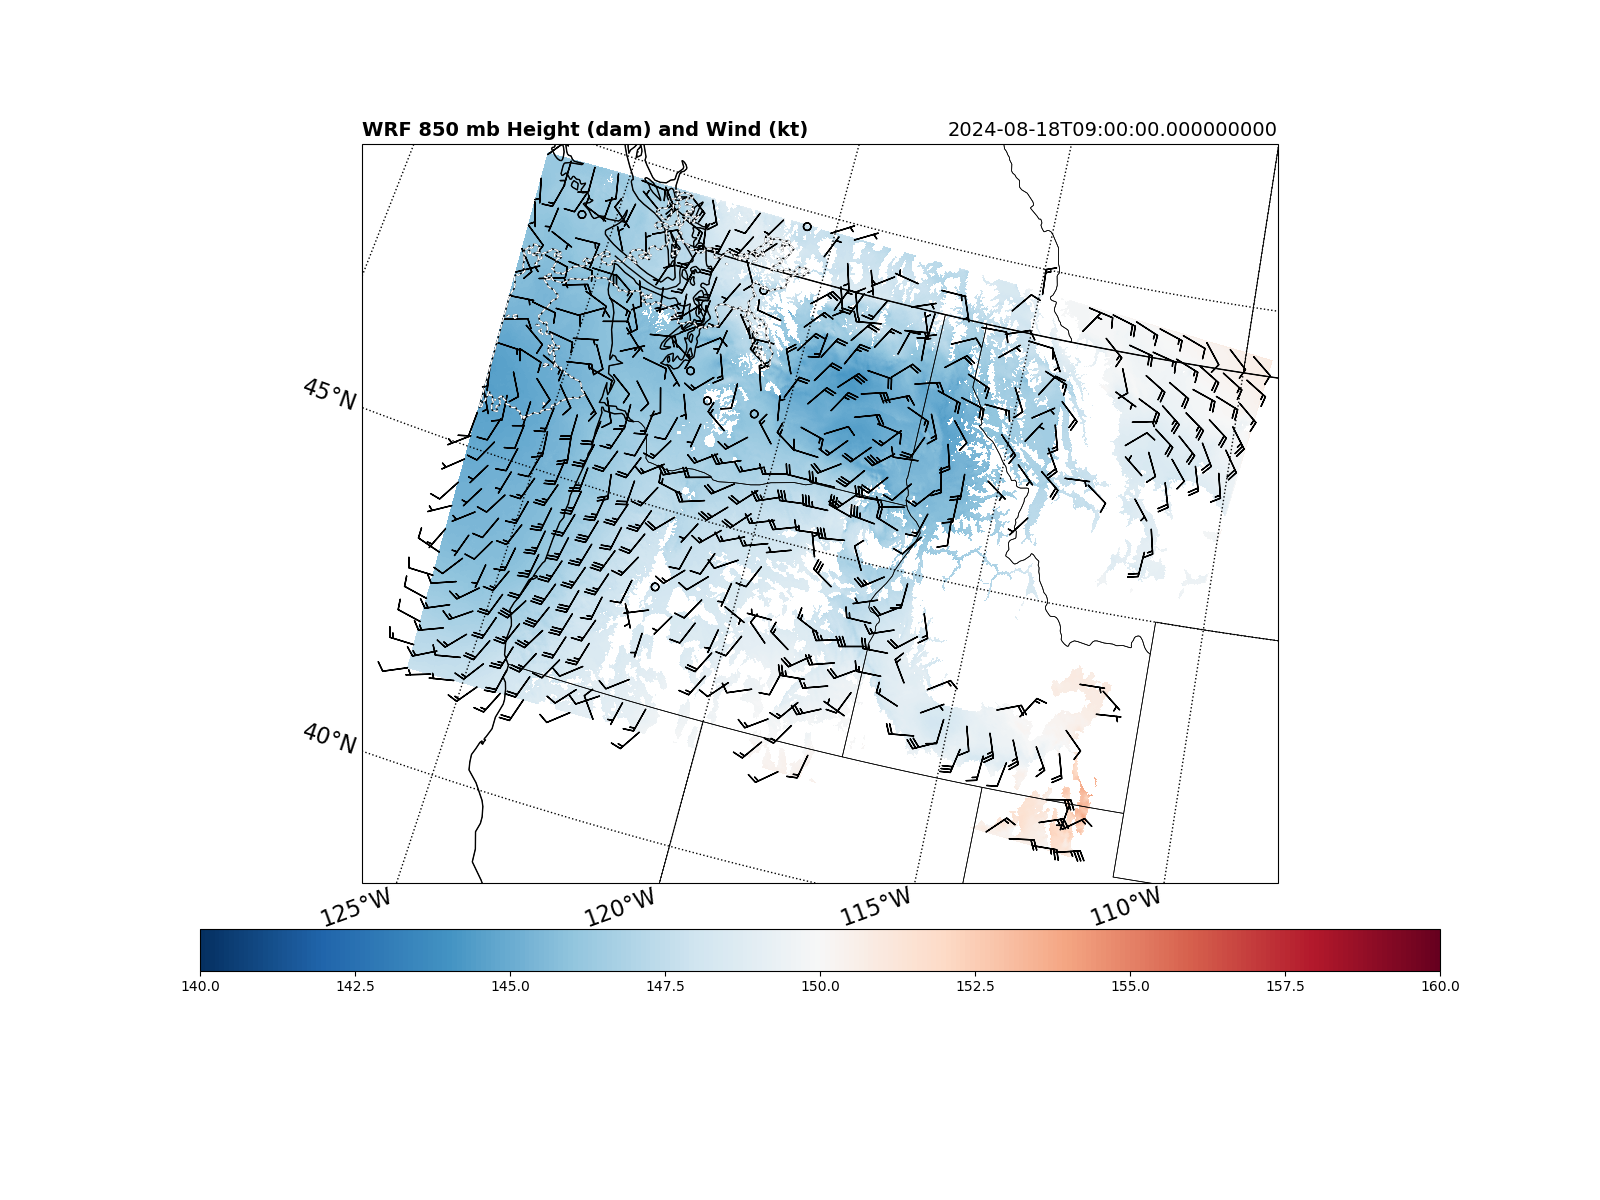 WRF 850 mb Height (dam) and Wind (kt) 2024-08-18T09:00:00.000000000
45°N
40°N
125°W 120°W 115°W 110°W
140.0 142.5 145.0 147.5 150.0 152.5 155.0 157.5 160.0